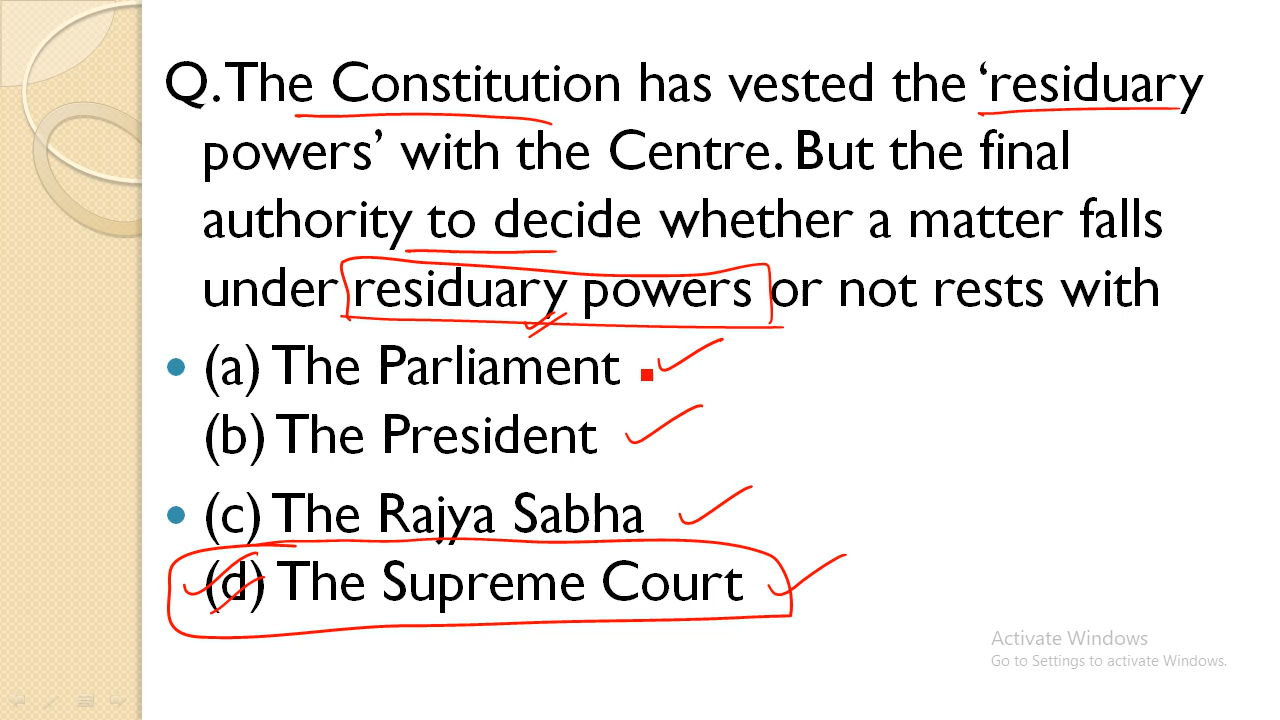 Q. The Constitution has vested the ‘residuary
powers’ with the Centre. But the final
authority to decide whether a matter falls
under residuary powers or not rests with
• (a) The Parliament
(b) The President
• (c) The Rajya Sabha
(d) The Supreme Court
Activate Windows
Go to Settings to activate Windows.